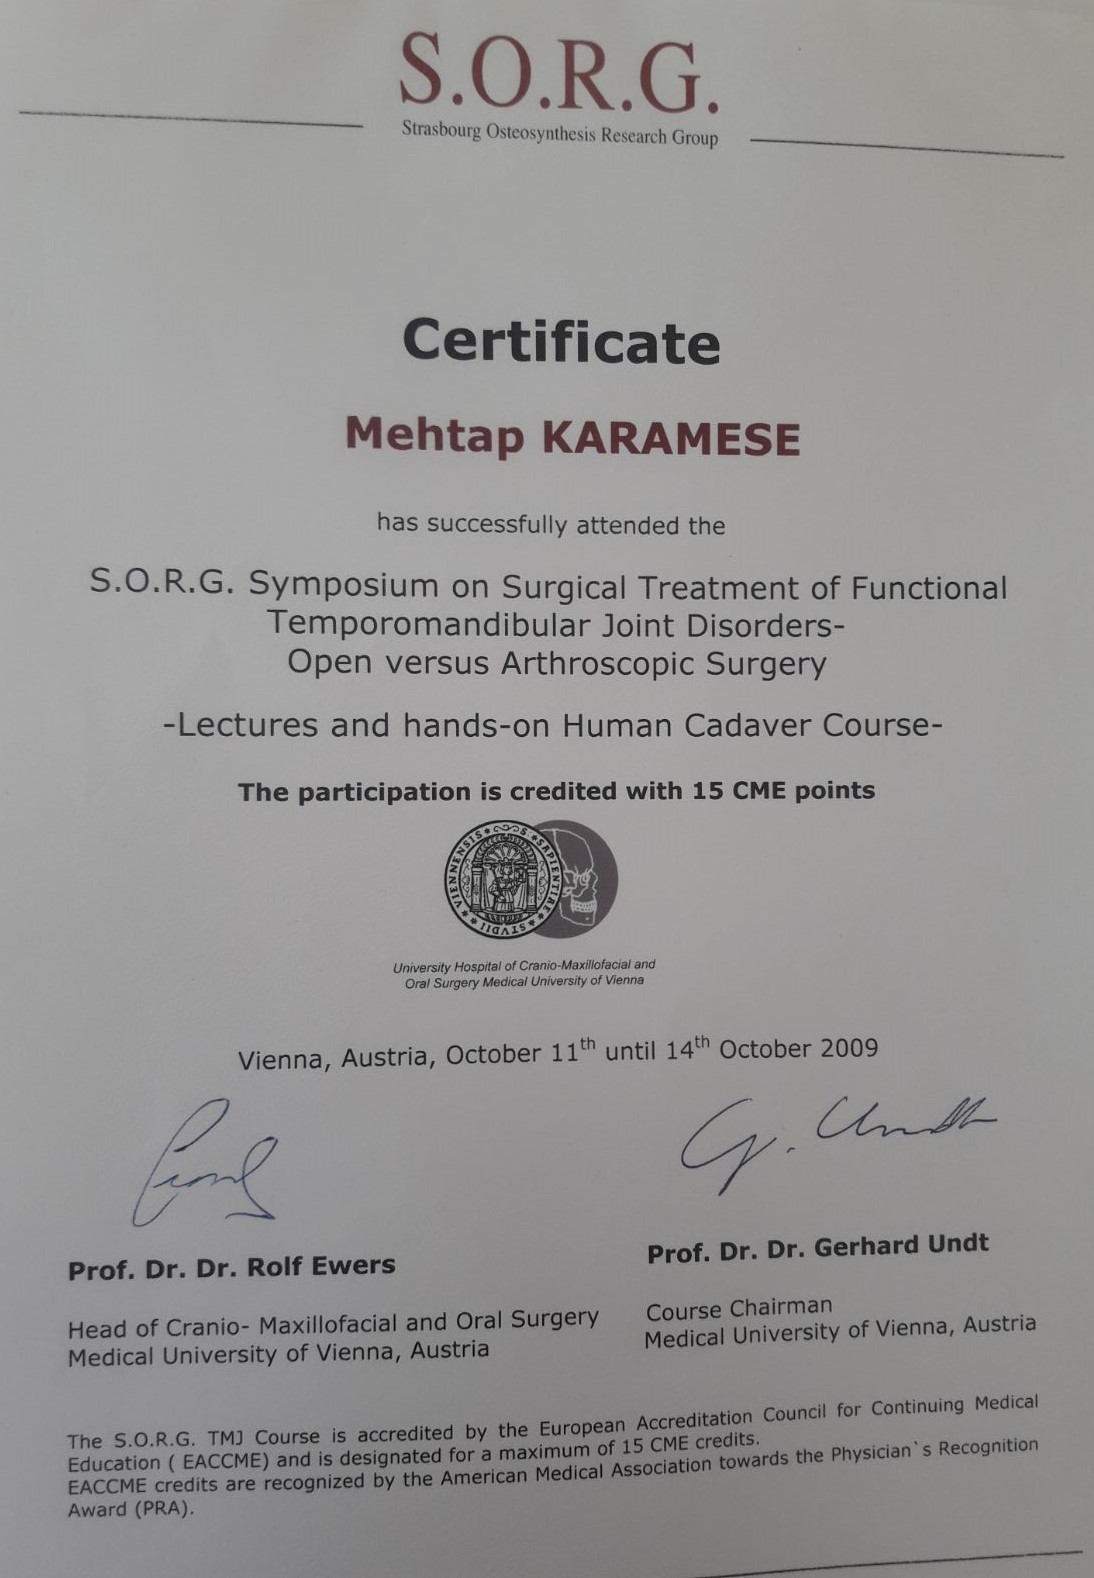 S.O.R.G.
Strasbourg Osteosynthesis Research Group
Certificate
Mehtap KARAMESE
has successfully attended the
S.O.R.G. Symposium on Surgical Treatment of Functional
Temporomandibular Joint Disorders-
Open versus Arthroscopic Surgery
-Lectures and hands-on Human Cadaver Course-
The participation is credited with 15 CME points
S·SAPIENTIRE
STVDII
VIENNENSIS
University Hospital of Cranio-Maxillofacial and
Oral Surgery Medical University of Vienna
Vienna, Austria, October 11th until 14th October 2009
G. Undt
Prof. Dr. Dr. Rolf Ewers
Prof. Dr. Dr. Gerhard Undt
Head of Cranio- Maxillofacial and Oral Surgery
Medical University of Vienna, Austria
Course Chairman
Medical University of Vienna, Austria
The S.O.R.G. TMJ Course is accredited by the European Accreditation Council for Continuing Medical
Education ( EACCME) and is designated for a maximum of 15 CME credits.
EACCME credits are recognized by the American Medical Association towards the Physician`s Recognition
Award (PRA).